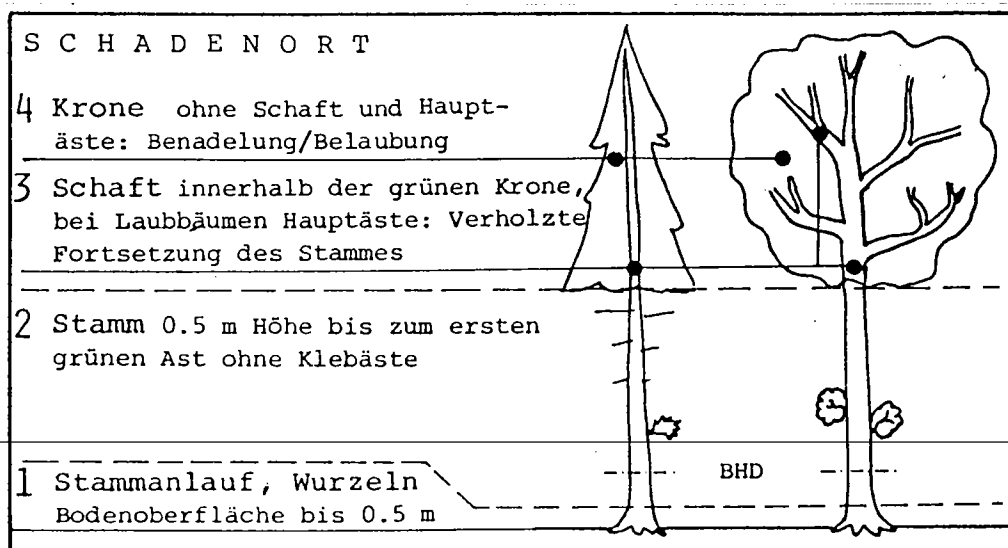 SCHADENORT
4 Krone ohne Schaft und Haupt-
äste: Benadelung/Belaubung
3 Schaft innerhalb der grünen Krone,
bei Laubbäumen Hauptäste: Verholzte
Fortsetzung des Stammes
2 Stamm 0.5 m Höhe bis zum ersten
grünen Ast ohne Klebäste
BHD
1 Stammanlauf, Wurzeln
Bodenoberfläche bis 0.5 m